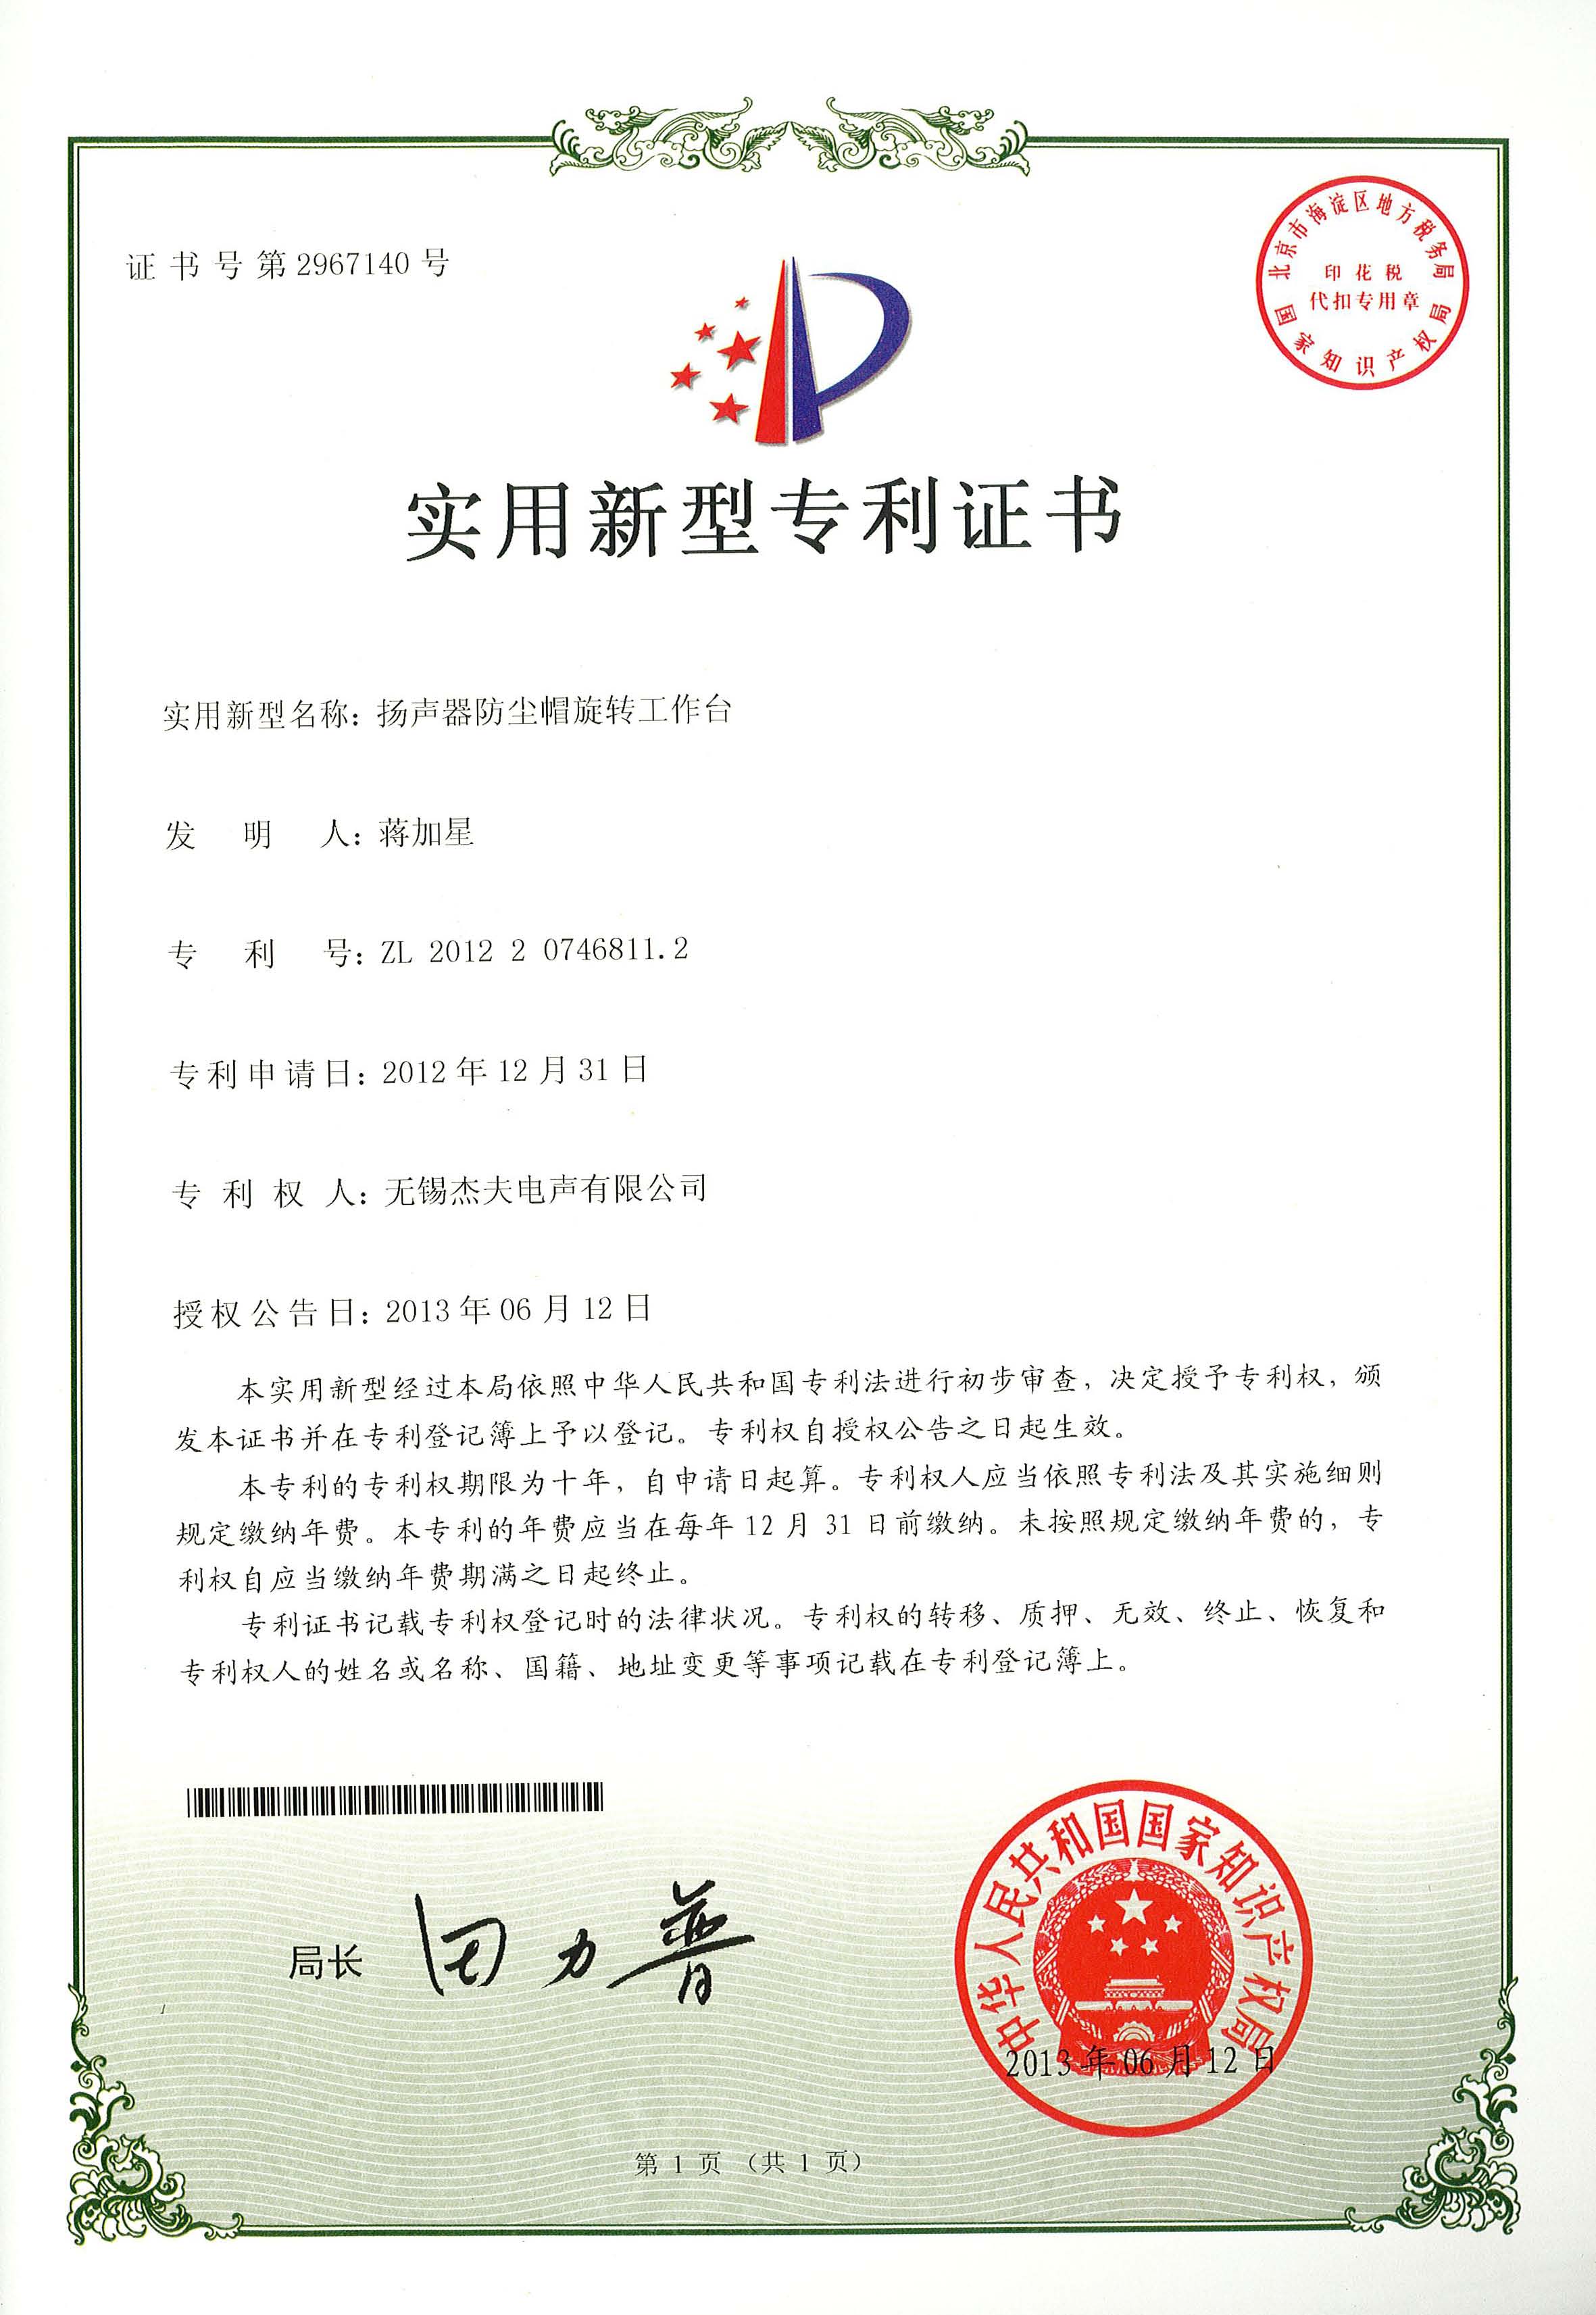 证书号第2967140号
北京市海淀区地方税务局
印花税
代扣专用章
国家知识产权局
实用新型专利证书
实用新型名称：扬声器防尘帽旋转工作台
发明人：蒋加星
专利号：ZL 2012 2 0746811.2
专利申请日：2012年12月31日
专利权人：无锡杰夫电声有限公司
授权公告日：2013年06月12日
本实用新型经过本局依照中华人民共和国专利法进行初步审查，决定授予专利权，颁
发本证书并在专利登记簿上予以登记。专利权自授权公告之日起生效。
本专利的专利权期限为十年，自申请日起算。专利权人应当依照专利法及其实施细则
规定缴纳年费。本专利的年费应当在每年12月31日前缴纳。未按照规定缴纳年费的，专
利权自应当缴纳年费期满之日起终止。
专利证书记载专利权登记时的法律状况。专利权的转移、质押、无效、终止、恢复和
专利权人的姓名或名称、国籍、地址变更等事项记载在专利登记簿上。
局长 田力普
中华人民共和国国家知识产权局
2013年06月12日
第1页（共1页）